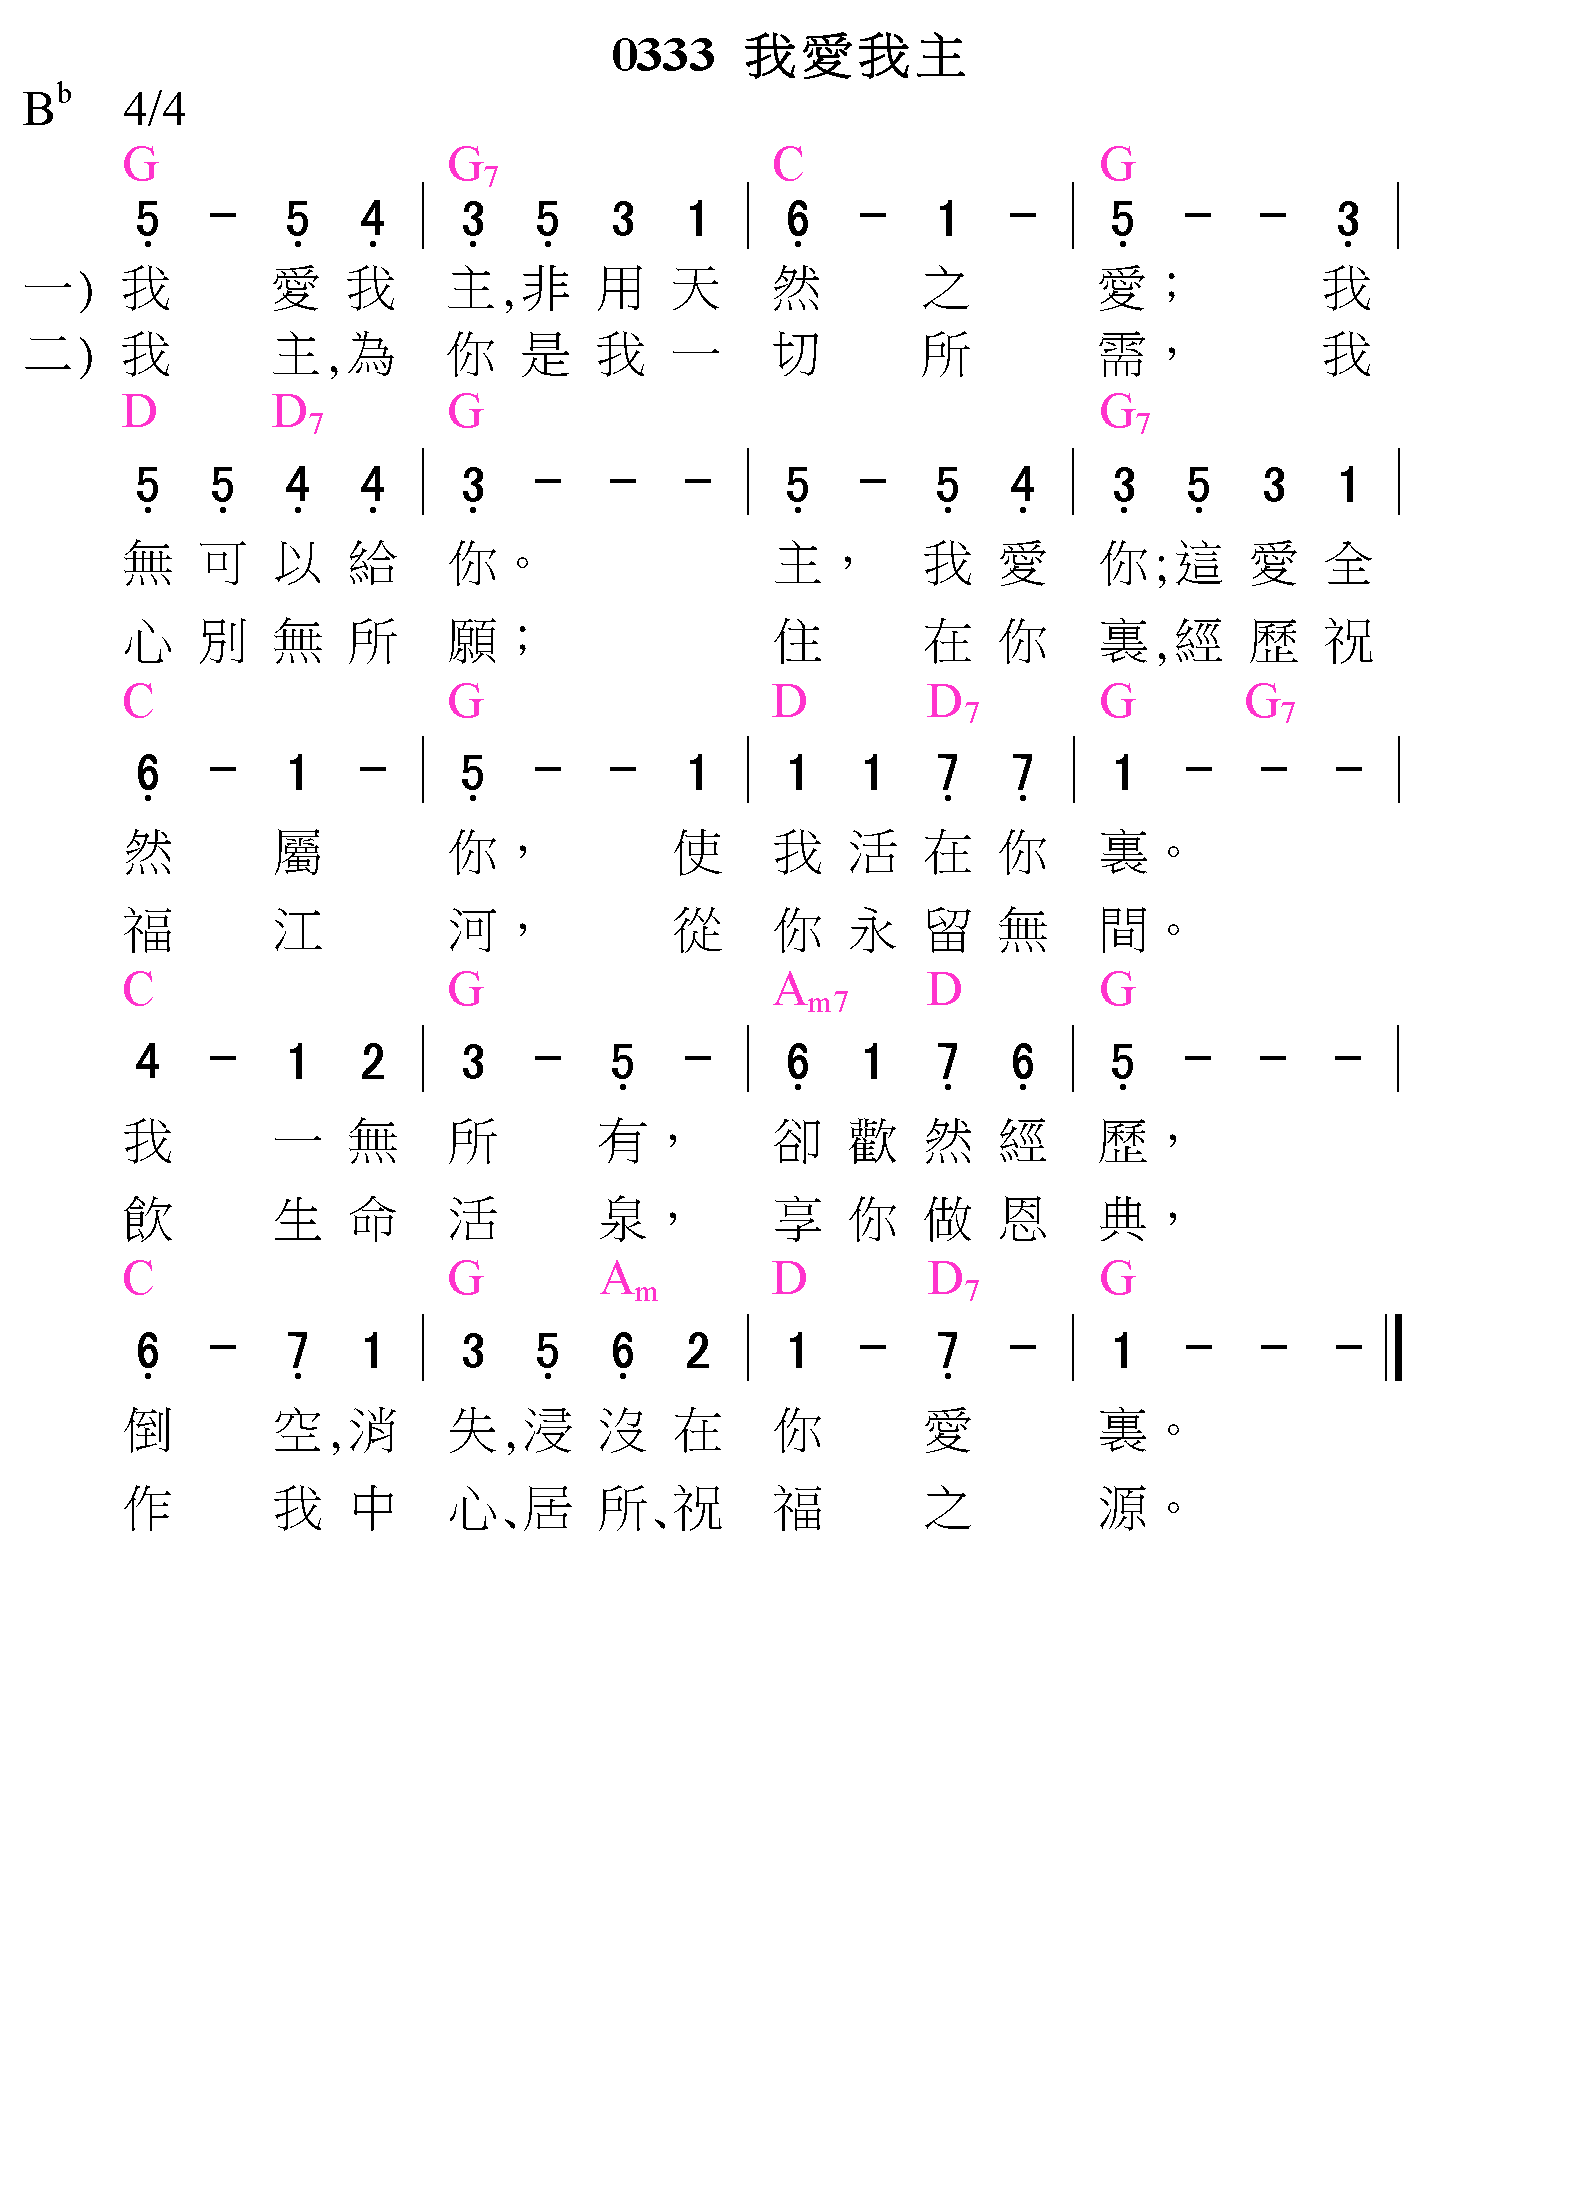 0333 我愛我主
B♭ 4/4
G G7 C G
5̣ - 5̣ 4̣ | 3̣ 5̣ 3 1 | 6̣ - 1 - | 5̣ - - 3̣ |
一) 我 愛 我 主,非 用 天 然 之 愛； 我
二) 我 主,為 你 是 我 一 切 所 需， 我
D D7 G G7
5̣ 5̣ 4̣ 4̣ | 3̣ - - - | 5̣ - 5̣ 4̣ | 3̣ 5̣ 3 1 |
無 可 以 給 你。 主， 我 愛 你;這 愛 全
心 別 無 所 願； 住 在 你 裏,經 歷 祝
C G D D7 G G7
6̣ - 1 - | 5̣ - - 1 | 1 1 7̣ 7̣ | 1 - - - |
然 屬 你， 使 我 活 在 你 裏。
福 江 河， 從 你 永 留 無 間。
C G Am7 D G
4 - 1 2 | 3 - 5̣ - | 6̣ 1 7̣ 6̣ | 5̣ - - - |
我 一 無 所 有， 卻 歡 然 經 歷，
飲 生 命 活 泉， 享 你 做 恩 典，
C G Am D D7 G
6̣ - 7̣ 1 | 3 5̣ 6̣ 2 | 1 - 7̣ - | 1 - - - ‖
倒 空,消 失,浸 沒 在 你 愛 裏。
作 我 中 心、居 所、祝 福 之 源。